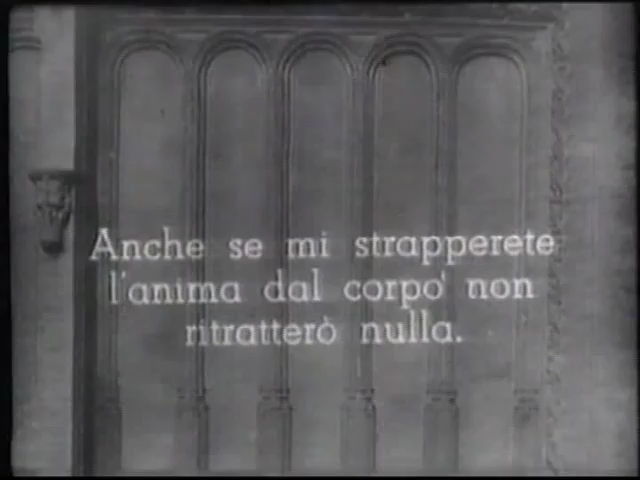 Anche se mi strapperete
l'anima dal corpo' non
ritratterò nulla.